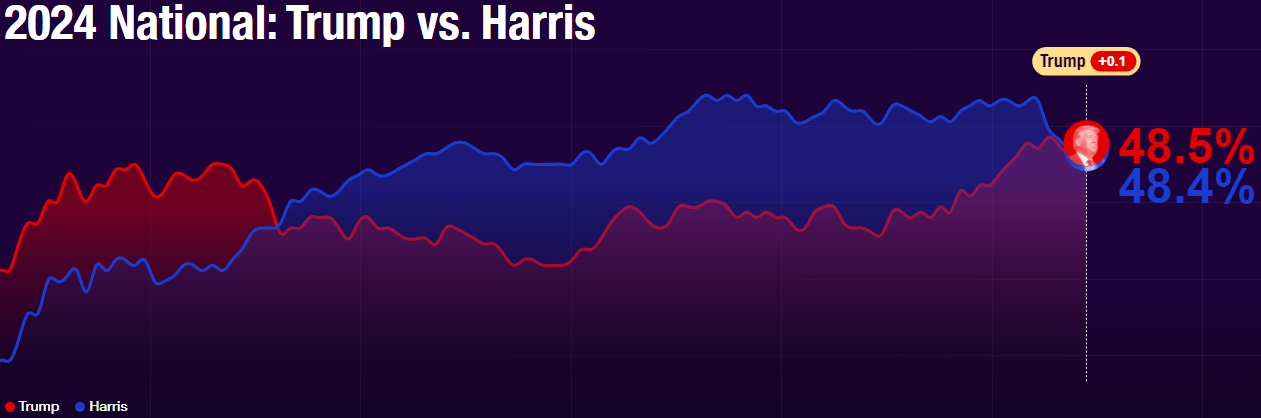 2024 National: Trump vs. Harris
Trump +0.1
48.5%
48.4%
Trump Harris